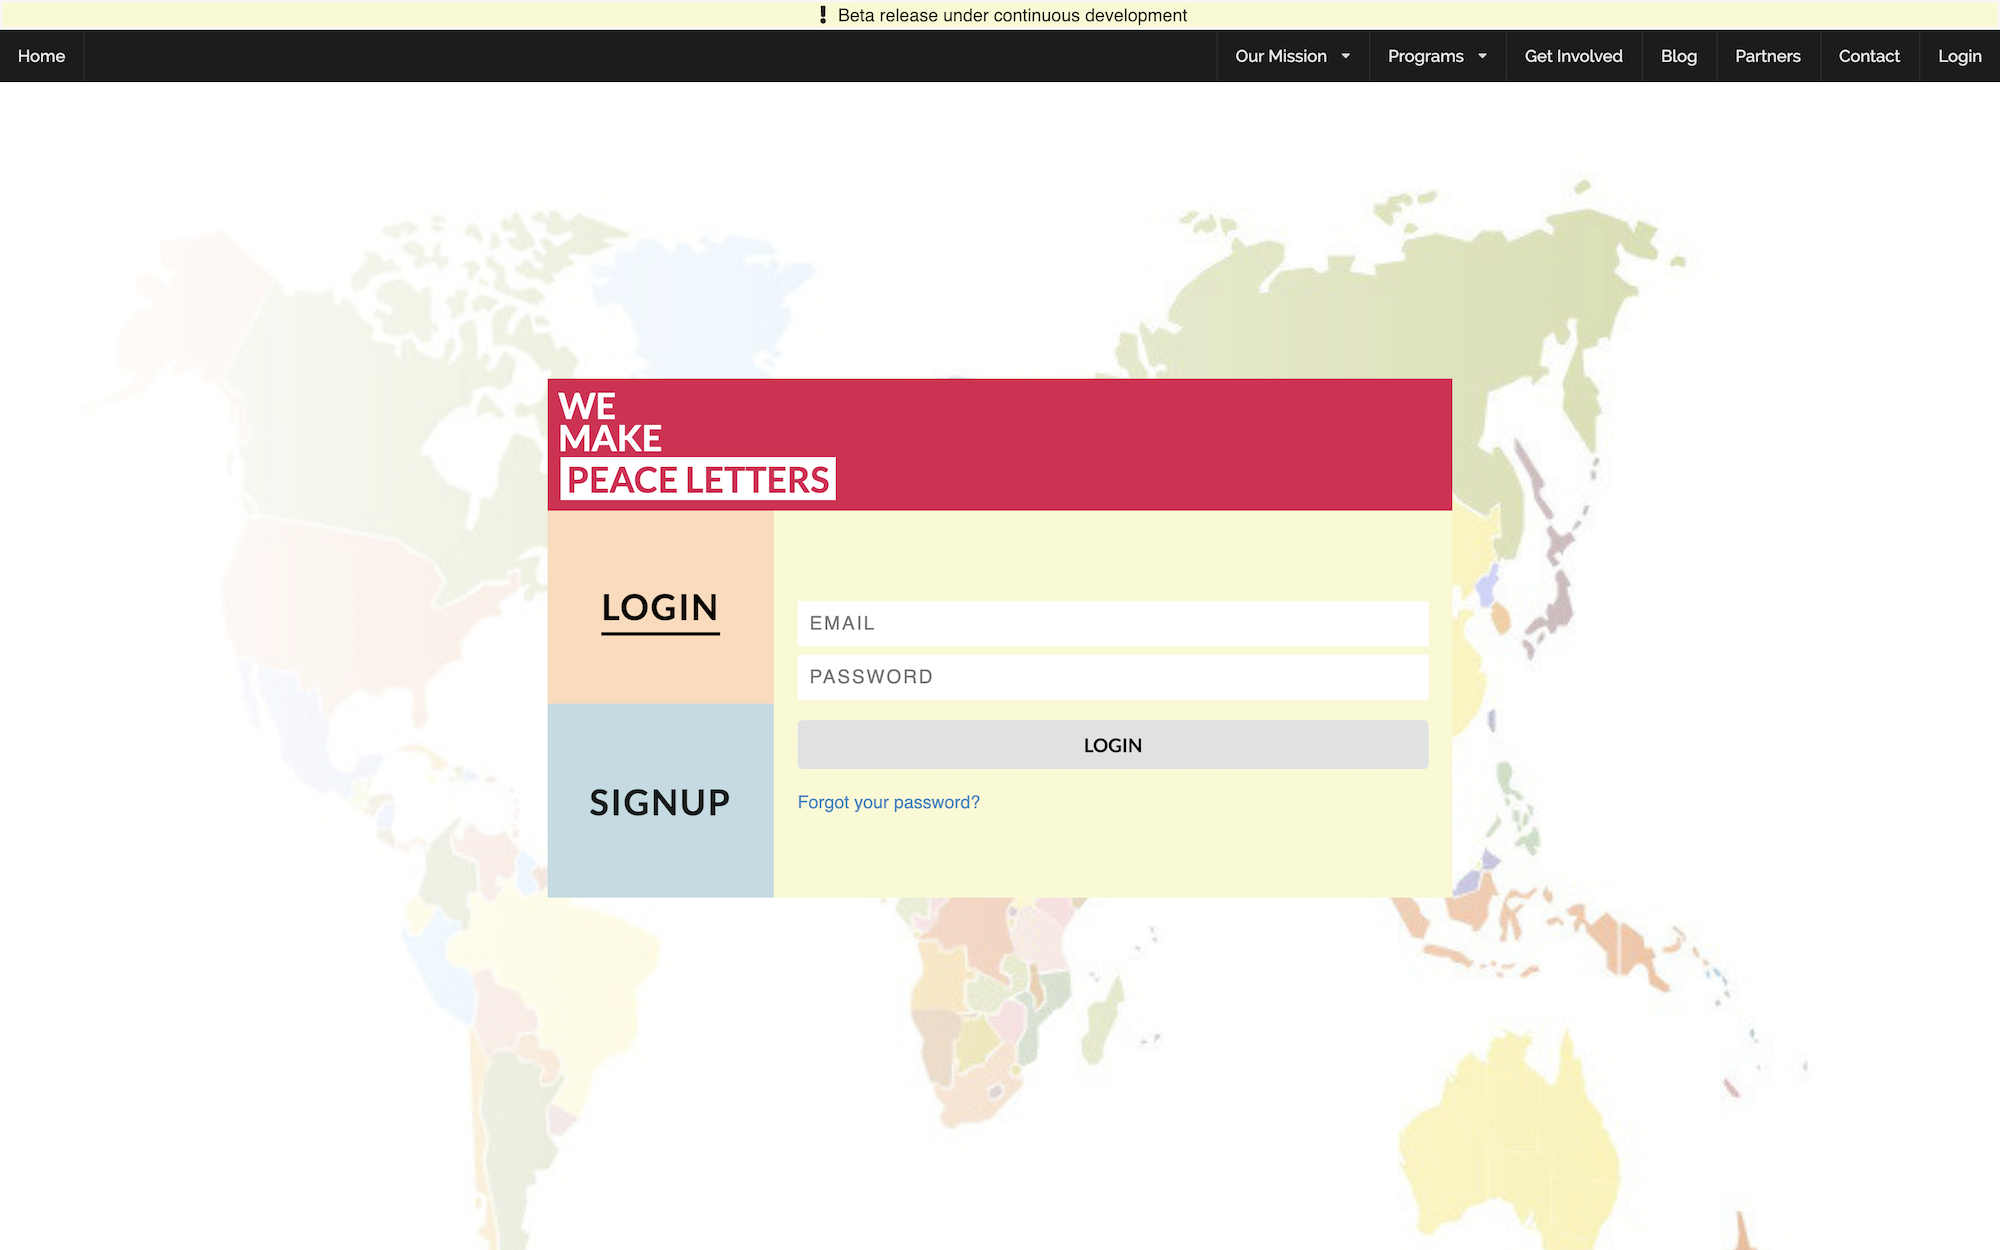 Beta release under continuous development
Home Our Mission Programs Get Involved Blog Partners Contact Login
WE
MAKE
PEACE LETTERS
LOGIN
SIGNUP
EMAIL
PASSWORD
LOGIN
Forgot your password?